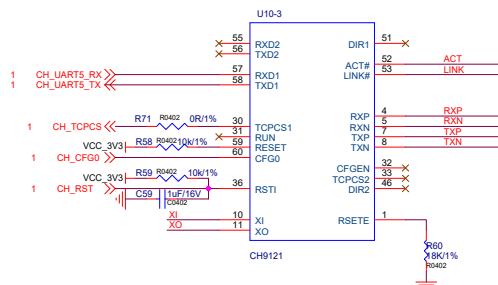 U10-3
55 RXD2 DIR1 51
56 TXD2
ACT# 52 ACT
1 CH_UART5_RX 57 RXD1 LINK# 53 LINK
1 CH_UART5_TX 58 TXD1
RXP 4 RXP
1 CH_TCPCS R71 R0402 0R/1% 30 TCPCS1 RXN 5 RXN
31 RUN TXP 7 TXP
VCC_3V3 R58 R0402 10k/1% 59 RESET TXN 8 TXN
1 CH_CFG0 60 CFG0
CFGEN 32
VCC_3V3 R59 R0402 10k/1% TCPCS2 33
1 CH_RST 36 RSTI DIR2 46
C59 1uF/16V
C0402
XI 10 XI RSETE 1
XO 11 XO
R60
18K/1%
R0402
CH9121